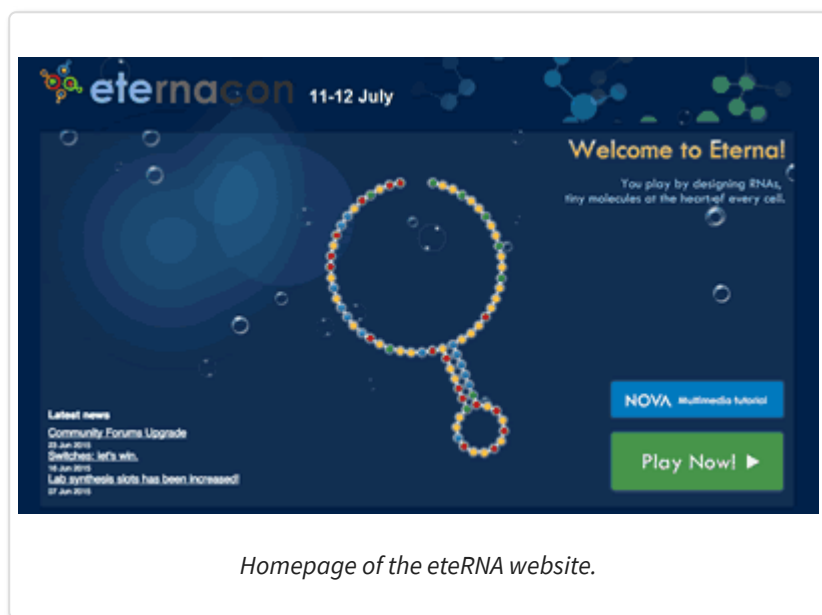 eternacon 11-12 July
Welcome to Eterna!
You play by designing RNAs,
tiny molecules at the heart of every cell.
Latest news
Community Forums Upgrade
23 Jun 2015
Switches: let's win.
16 Jun 2015
Lab synthesis slots has been increased!
27 Jun 2015
NOVA Multimedia tutorial
Play Now!
Homepage of the eteRNA website.